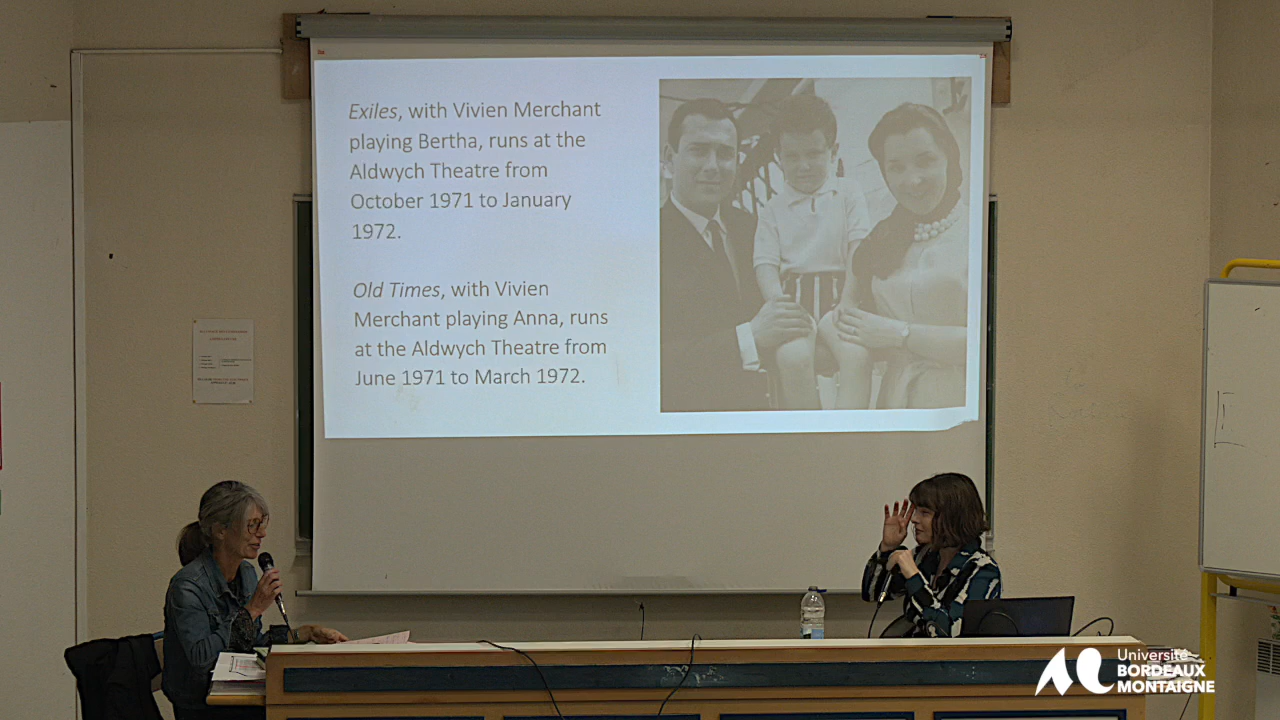 Exiles, with Vivien Merchant
playing Bertha, runs at the
Aldwych Theatre from
October 1971 to January
1972.
Old Times, with Vivien
Merchant playing Anna, runs
at the Aldwych Theatre from
June 1971 to March 1972.
Université
BORDEAUX
MONTAIGNE